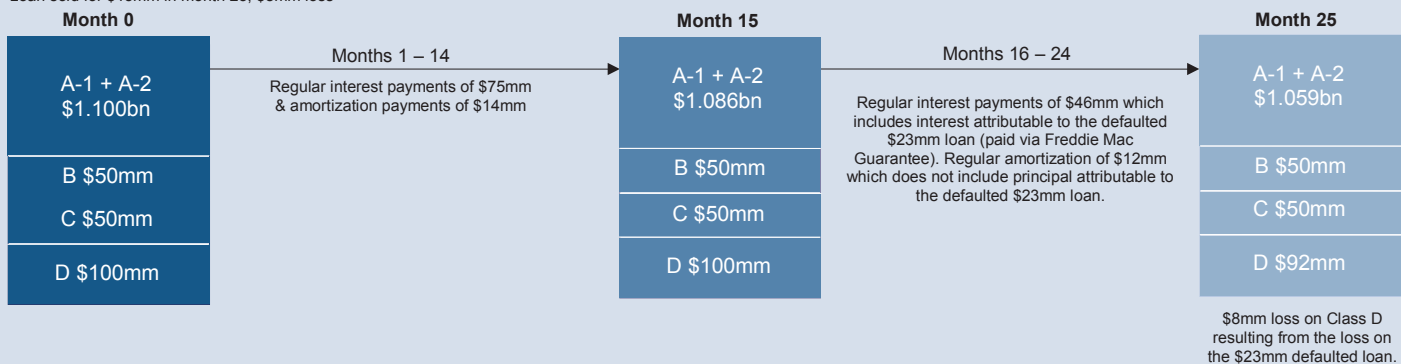 Month 0
Month 15
Month 25
Months 1 – 14
Months 16 – 24
A-1 + A-2
$1.100bn
Regular interest payments of $75mm
& amortization payments of $14mm
A-1 + A-2
$1.086bn
Regular interest payments of $46mm which
includes interest attributable to the defaulted
$23mm loan (paid via Freddie Mac
Guarantee). Regular amortization of $12mm
which does not include principal attributable to
the defaulted $23mm loan.
A-1 + A-2
$1.059bn
B $50mm
C $50mm
D $100mm
B $50mm
C $50mm
D $100mm
B $50mm
C $50mm
D $92mm
$8mm loss on Class D
resulting from the loss on
the $23mm defaulted loan.